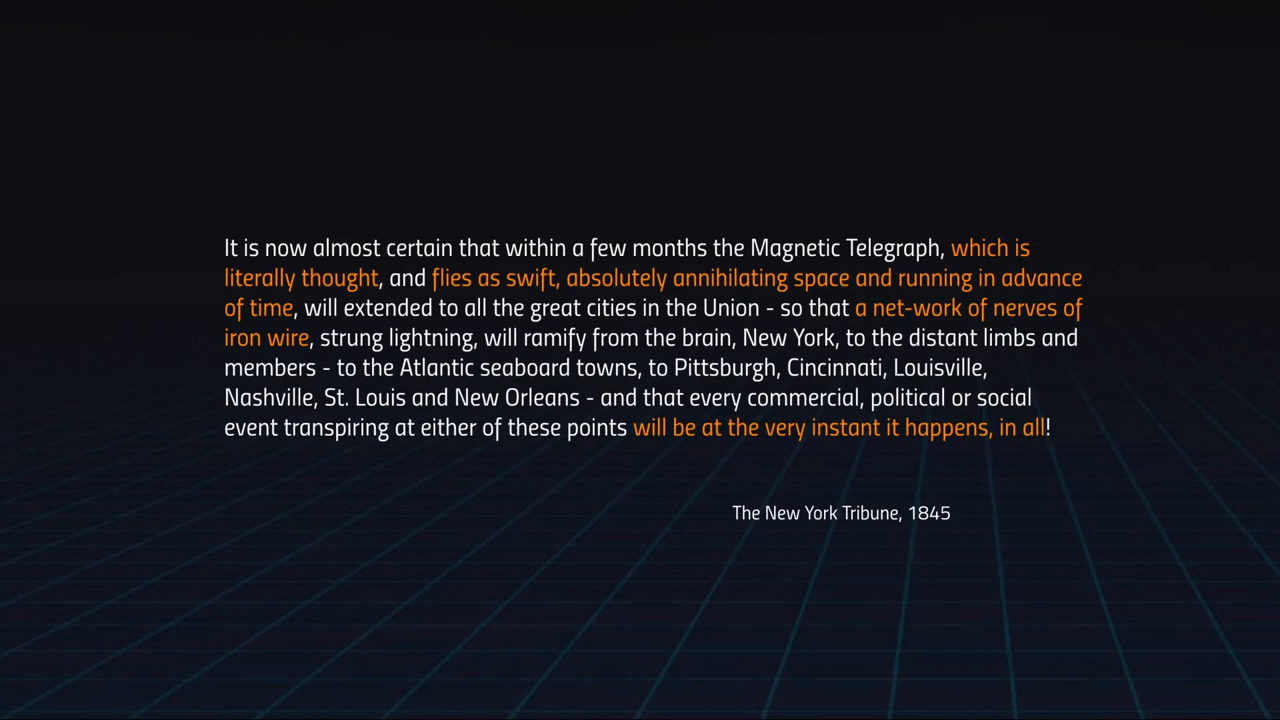 It is now almost certain that within a few months the Magnetic Telegraph, which is
literally thought, and flies as swift, absolutely annihilating space and running in advance
of time, will extended to all the great cities in the Union - so that a net-work of nerves of
iron wire, strung lightning, will ramify from the brain, New York, to the distant limbs and
members - to the Atlantic seaboard towns, to Pittsburgh, Cincinnati, Louisville,
Nashville, St. Louis and New Orleans - and that every commercial, political or social
event transpiring at either of these points will be at the very instant it happens, in all!
The New York Tribune, 1845